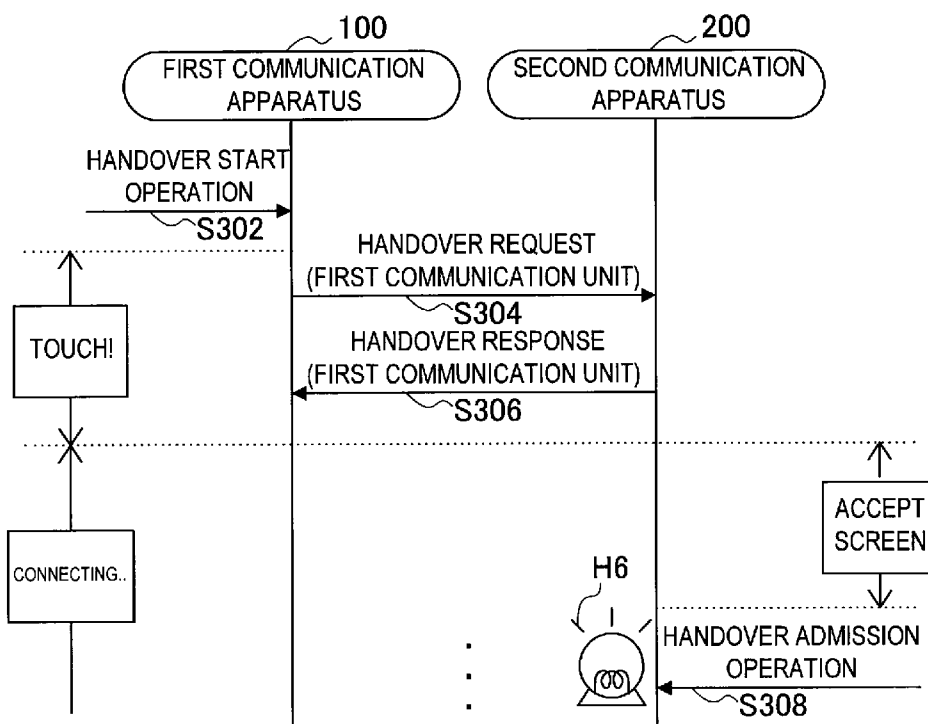 100
200
FIRST COMMUNICATION
APPARATUS
SECOND COMMUNICATION
APPARATUS
HANDOVER START
OPERATION
S302
HANDOVER REQUEST
(FIRST COMMUNICATION UNIT)
S304
TOUCH!
HANDOVER RESPONSE
(FIRST COMMUNICATION UNIT)
S306
ACCEPT
SCREEN
CONNECTING..
H6
HANDOVER ADMISSION
OPERATION
S308